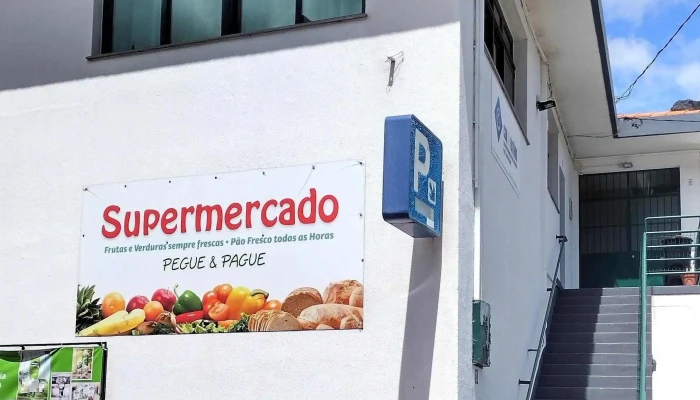 Supermercado
Frutas e Verduras sempre frescas • Pão Fresco todas as Horas
PEGUE & PAGUE
P